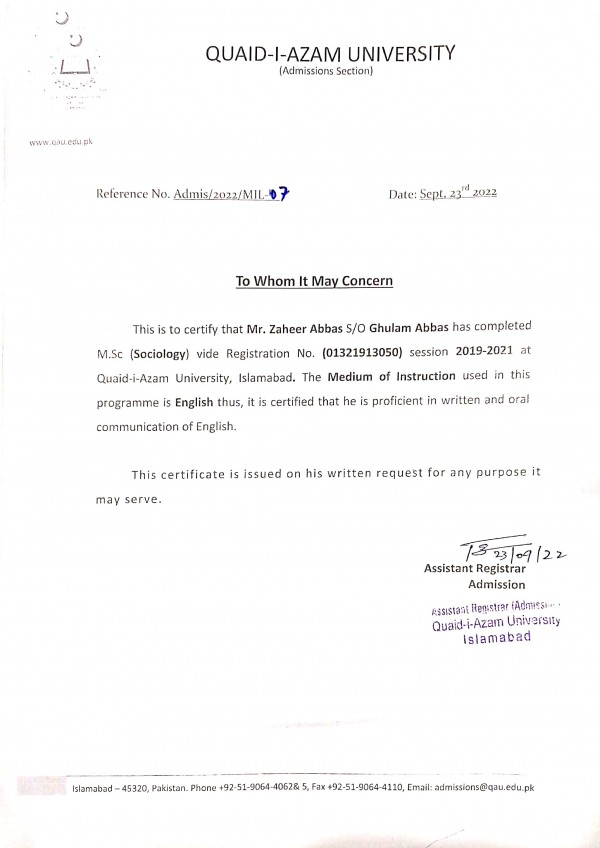 QUAID-I-AZAM UNIVERSITY
(Admissions Section)
www.qau.edu.pk
Reference No. Admis/2022/MIL-07
Date: Sept, 23rd 2022
To Whom It May Concern
This is to certify that Mr. Zaheer Abbas S/O Ghulam Abbas has completed
M.Sc (Sociology) vide Registration No. (01321913050) session 2019-2021 at
Quaid-i-Azam University, Islamabad. The Medium of Instruction used in this
programme is English thus, it is certified that he is proficient in written and oral
communication of English.
This certificate is issued on his written request for any purpose it
may serve.
23/09/22
Assistant Registrar
Admission
Assistant Registrar (Admissi
Quaid-i-Azam University
Islamabad
Islamabad – 45320, Pakistan. Phone +92-51-9064-4062& 5, Fax +92-51-9064-4110, Email: admissions@qau.edu.pk